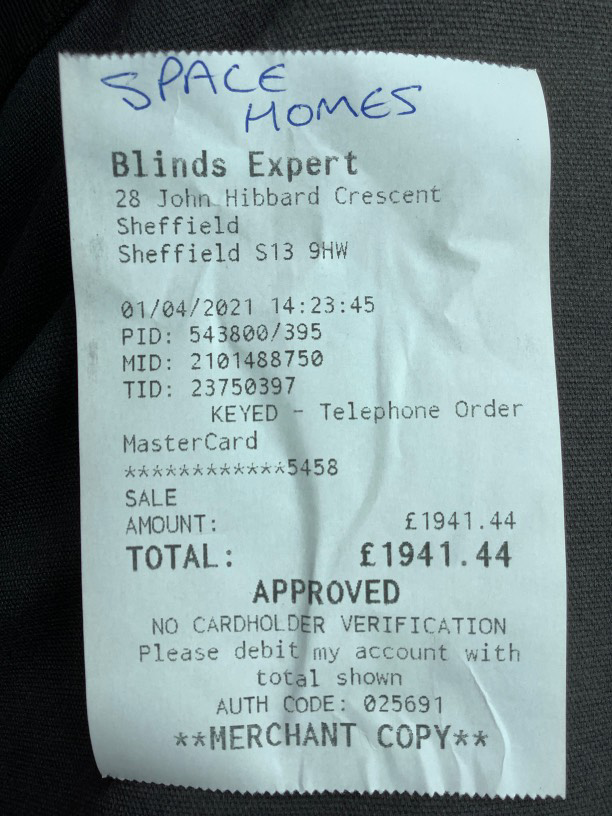 SPACE
HOMES
Blinds Expert
28 John Hibbard Crescent
Sheffield
Sheffield S13 9HW
01/04/2021 14:23:45
PID: 543800/395
MID: 2101488750
TID: 23750397
KEYED - Telephone Order
MasterCard
************5458
SALE
AMOUNT: £1941.44
TOTAL: £1941.44
APPROVED
NO CARDHOLDER VERIFICATION
Please debit my account with
total shown
AUTH CODE: 025691
**MERCHANT COPY**